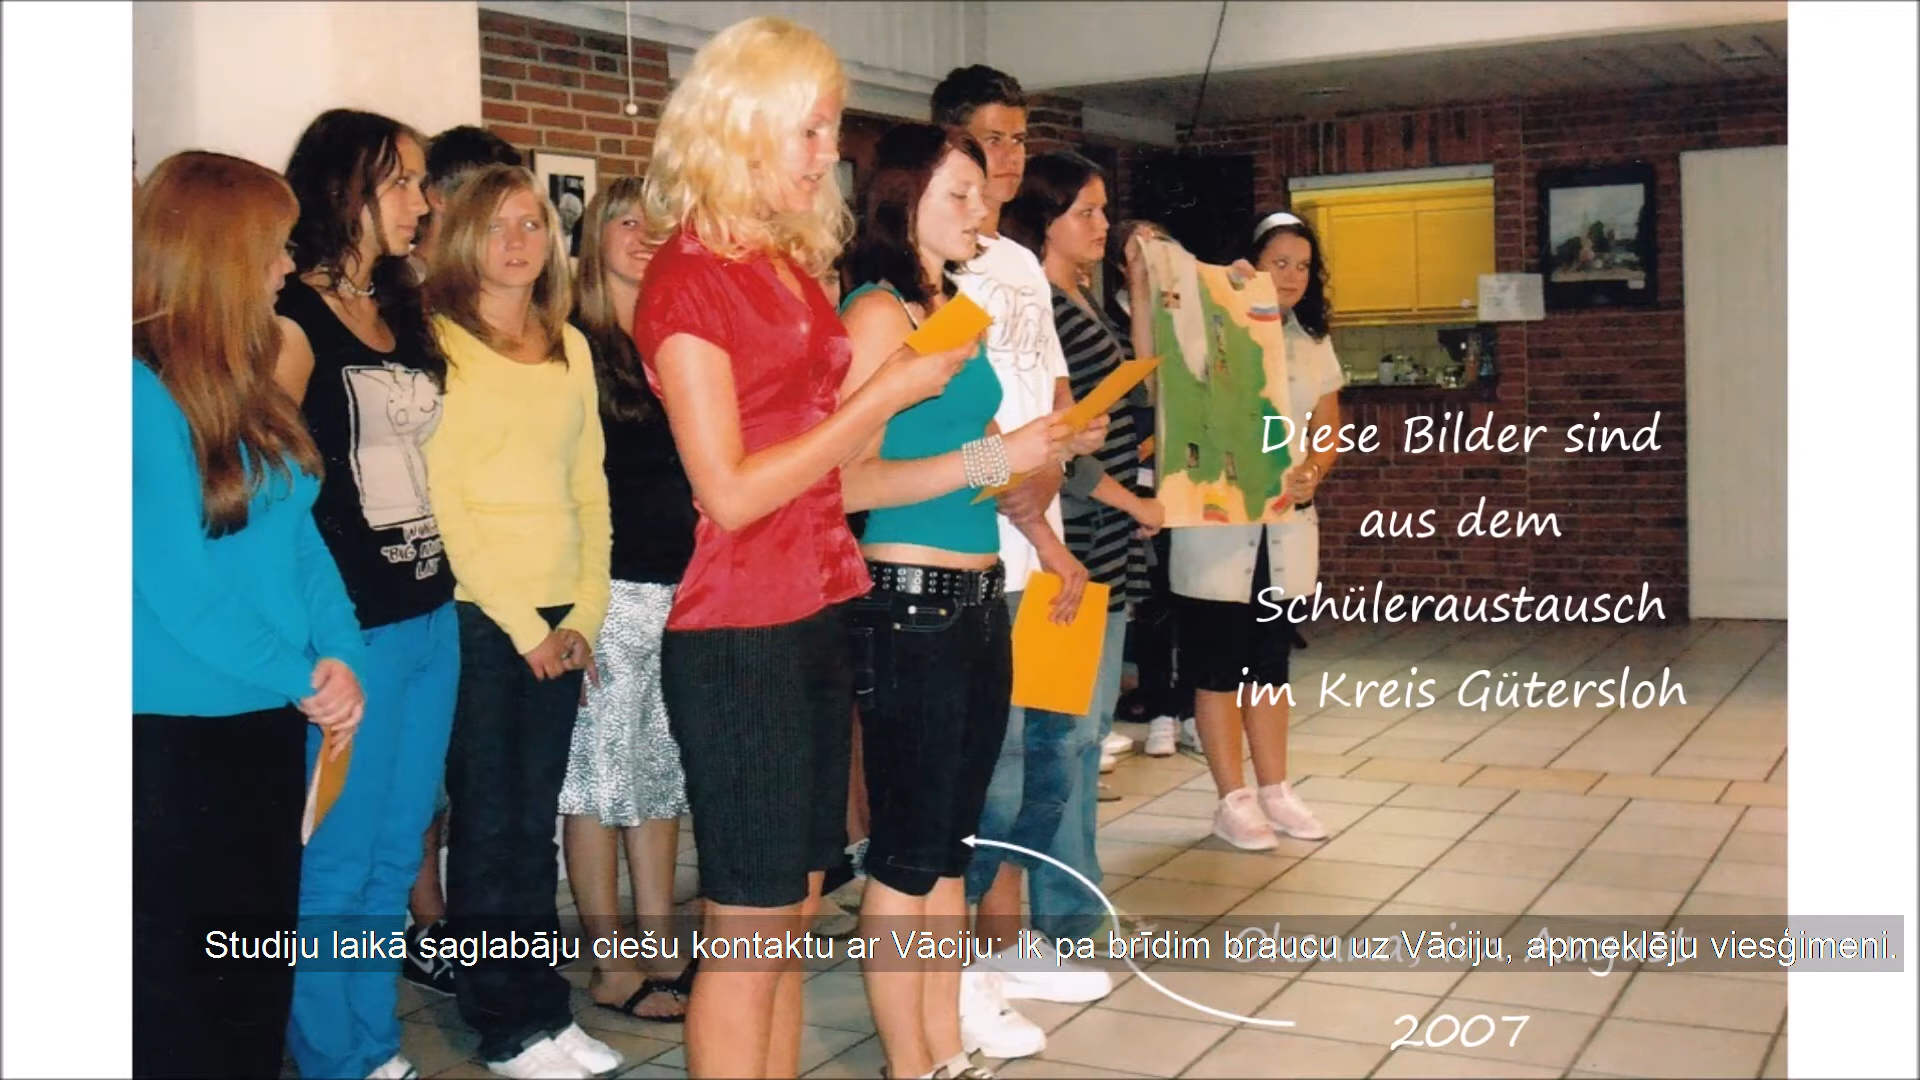 Diese Bilder sind
aus dem
Schüleraustausch
im Kreis Gütersloh
Studiju laikā saglabāju ciešu kontaktu ar Vāciju: ik pa brīdim braucu uz Vāciju, apmeklēju viesģimeni.
2007